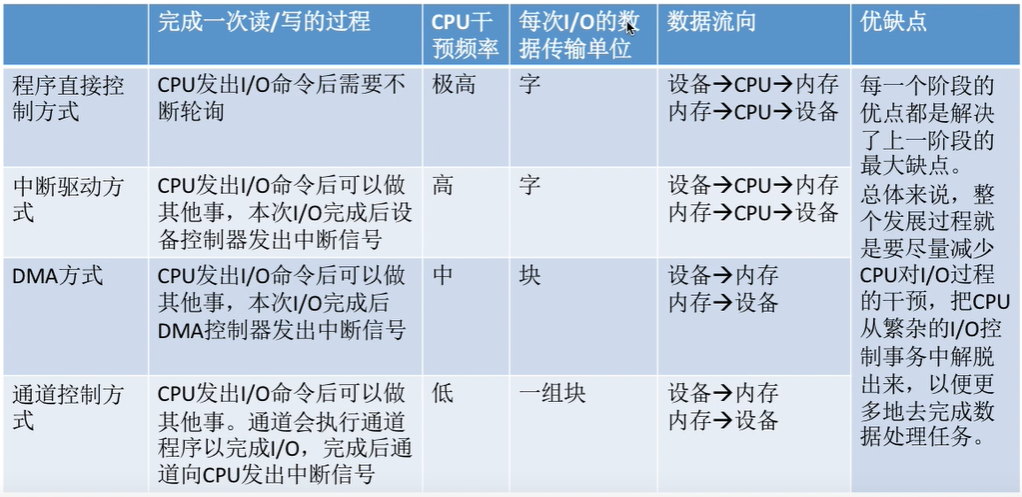 完成一次读/写的过程
CPU干
预频率
每次I/O的数
据传输单位
数据流向
优缺点
程序直接控
制方式
CPU发出I/O命令后需要不
断轮询
极高
字
设备→CPU→内存
内存→CPU→设备
每一个阶段的
优点都是解决
了上一阶段的
最大缺点。
总体来说，整
个发展过程就
是要尽量减少
CPU对I/O过程
的干预，把CPU
从繁杂的I/O控
制事务中解脱
出来，以便更
多地去完成数
据处理任务。
中断驱动方
式
CPU发出I/O命令后可以做
其他事，本次I/O完成后设
备控制器发出中断信号
高
字
设备→CPU→内存
内存→CPU→设备
DMA方式
CPU发出I/O命令后可以做
其他事，本次I/O完成后
DMA控制器发出中断信号
中
块
设备→内存
内存→设备
通道控制方
式
CPU发出I/O命令后可以做
其他事。通道会执行通道
程序以完成I/O，完成后通
道向CPU发出中断信号
低
一组块
设备→内存
内存→设备